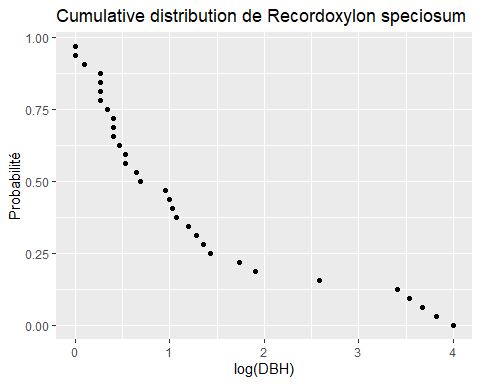 Cumulative distribution de Recordoxylon speciosum
1.00
0.75
0.50
0.25
0.00
Probabilité
0 1 2 3 4
log(DBH)